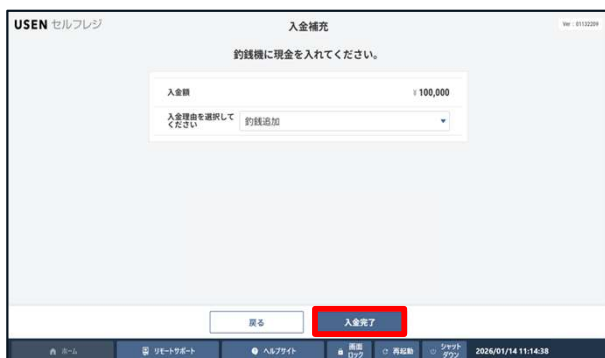 USEN セルフレジ
入金補充
Ver : 01132209
釣銭機に現金を入れてください。
入金額
¥ 100,000
入金理由を選択して
ください
釣銭追加
戻る
入金完了
ホーム
リモートサポート
ヘルプサイト
画面
ロック
再起動
シャット
ダウン
2026/01/14 11:14:38